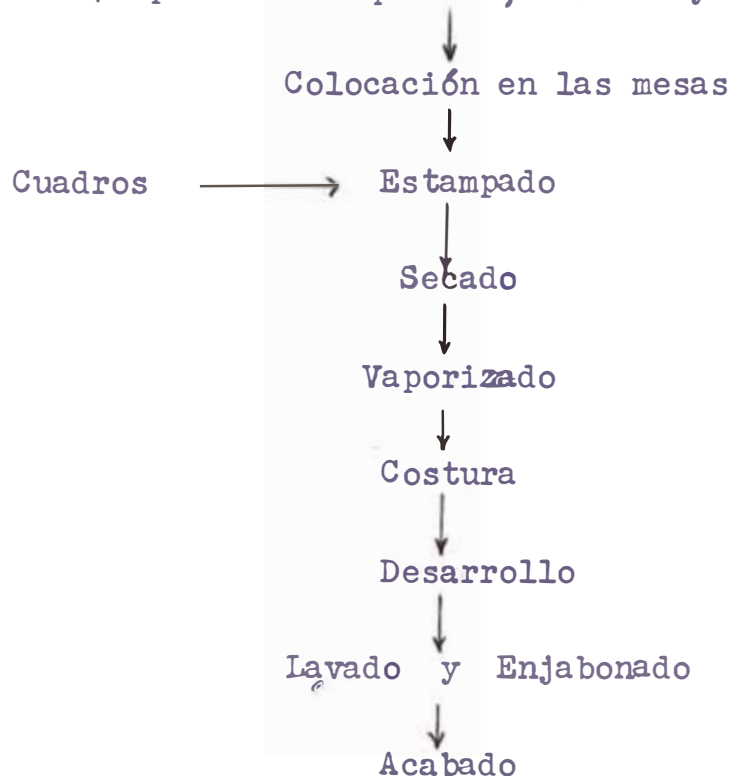 Colocación en las mesas
Cuadros Estampado
Secado
Vaporizado
Costura
Desarrollo
Lavado y Enjabonado
Acabado